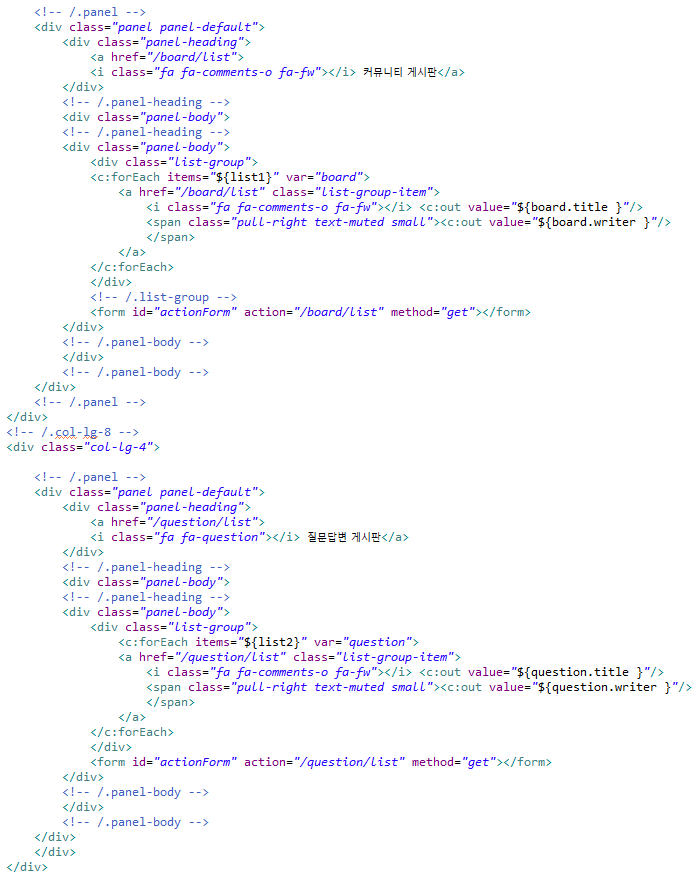 <!-- /.panel -->
<div class="panel panel-default">
<div class="panel-heading">
<a href="/board/list">
<i class="fa fa-comments-o fa-fw"></i> 커뮤니티 게시판</a>
</div>
<!-- /.panel-heading -->
<div class="panel-body">
<!-- /.panel-heading -->
<div class="panel-body">
<div class="list-group">
<c:forEach items="${list1}" var="board">
<a href="/board/list" class="list-group-item">
<i class="fa fa-comments-o fa-fw"></i> <c:out value="${board.title }"/>
<span class="pull-right text-muted small"><c:out value="${board.writer }"/>
</span>
</a>
</c:forEach>
</div>
<!-- /.list-group -->
<form id="actionForm" action="/board/list" method="get"></form>
</div>
<!-- /.panel-body -->
</div>
<!-- /.panel-body -->
</div>
<!-- /.panel -->
</div>
<!-- /.col-lg-8 -->
<div class="col-lg-4">
<!-- /.panel -->
<div class="panel panel-default">
<div class="panel-heading">
<a href="/question/list">
<i class="fa fa-question"></i> 질문답변 게시판</a>
</div>
<!-- /.panel-heading -->
<div class="panel-body">
<!-- /.panel-heading -->
<div class="panel-body">
<div class="list-group">
<c:forEach items="${list2}" var="question">
<a href="/question/list" class="list-group-item">
<i class="fa fa-comments-o fa-fw"></i> <c:out value="${question.title }"/>
<span class="pull-right text-muted small"><c:out value="${question.writer }"/>
</span>
</a>
</c:forEach>
</div>
<form id="actionForm" action="/question/list" method="get"></form>
</div>
<!-- /.panel-body -->
</div>
<!-- /.panel-body -->
</div>
</div>
</div>